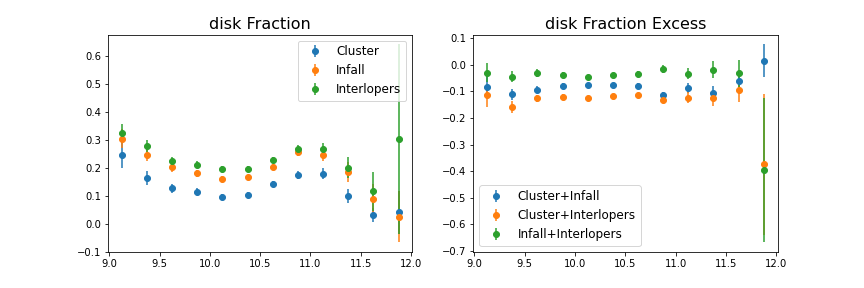 disk Fraction
Cluster
Infall
Interlopers
0.6
0.5
0.4
0.3
0.2
0.1
0.0
−0.1
9.0 9.5 10.0 10.5 11.0 11.5 12.0
disk Fraction Excess
0.1
0.0
−0.1
−0.2
−0.3
−0.4
−0.5
−0.6
−0.7
Cluster+Infall
Cluster+Interlopers
Infall+Interlopers
9.0 9.5 10.0 10.5 11.0 11.5 12.0